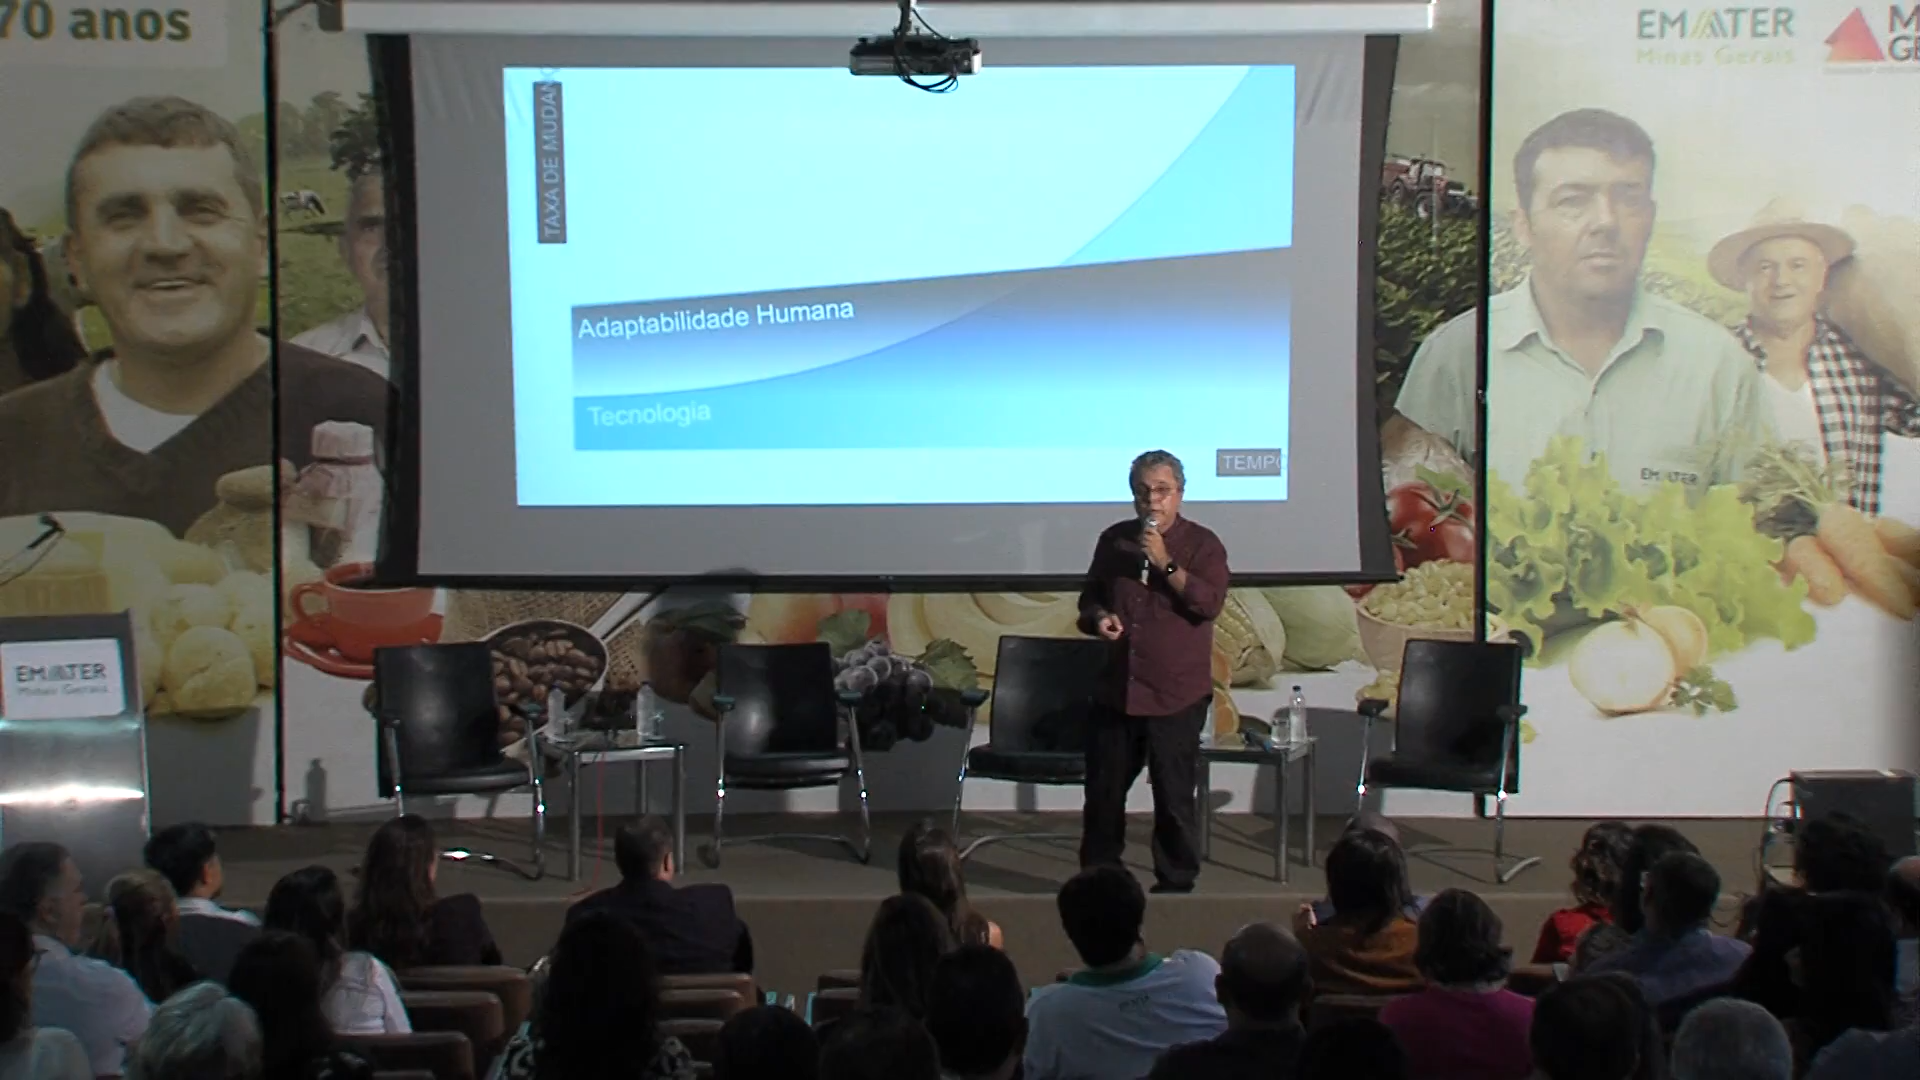 70 anos
EMATER
Minas Gerais
TAXA DE MUDAN
Adaptabilidade Humana
Tecnologia
TEMPO
EMATER
EMATER
Minas Gerais